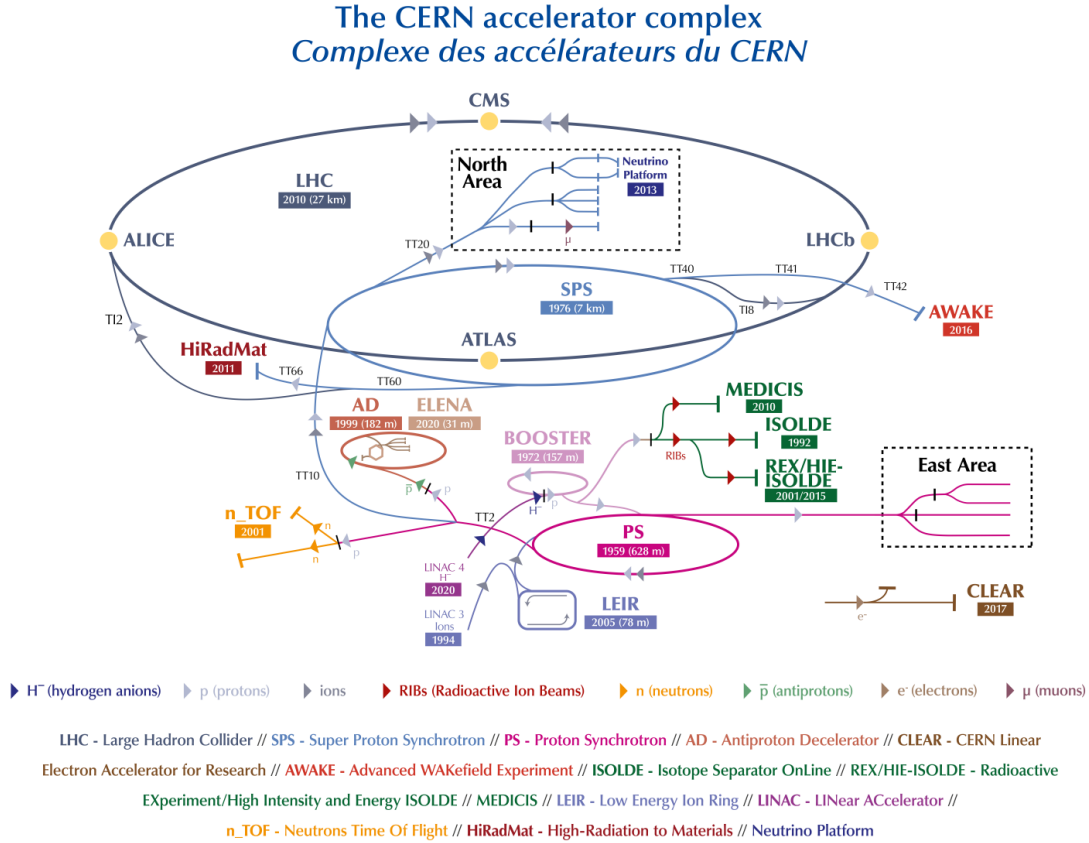 The CERN accelerator complex
Complexe des accélérateurs du CERN
CMS
North
Area
Neutrino
Platform
2013
LHC
2010 (27 km)
μ
ALICE
LHCb
TT20
TT40
TT41
TT42
SPS
1976 (7 km)
TI8
TI2
AWAKE
2016
ATLAS
HiRadMat
2011
TT66
TT60
AD
1999 (182 m)
ELENA
2020 (31 m)
MEDICIS
2010
BOOSTER
1972 (157 m)
ISOLDE
1992
RIBs
REX/HIE-
ISOLDE
2001/2015
East Area
TT10
p̅
p
H⁻
p
n_TOF
2001
n
n
p
TT2
PS
1959 (628 m)
LINAC 4
H⁻
2020
LINAC 3
Ions
1994
LEIR
2005 (78 m)
CLEAR
2017
e-
H⁻ (hydrogen anions)
p (protons)
ions
RIBs (Radioactive Ion Beams)
n (neutrons)
p̅ (antiprotons)
e- (electrons)
μ (muons)
LHC - Large Hadron Collider // SPS - Super Proton Synchrotron // PS - Proton Synchrotron // AD - Antiproton Decelerator // CLEAR - CERN Linear
Electron Accelerator for Research // AWAKE - Advanced WAKefield Experiment // ISOLDE - Isotope Separator OnLine // REX/HIE-ISOLDE - Radioactive
EXperiment/High Intensity and Energy ISOLDE // MEDICIS // LEIR - Low Energy Ion Ring // LINAC - LINear ACcelerator //
n_TOF - Neutrons Time Of Flight // HiRadMat - High-Radiation to Materials // Neutrino Platform